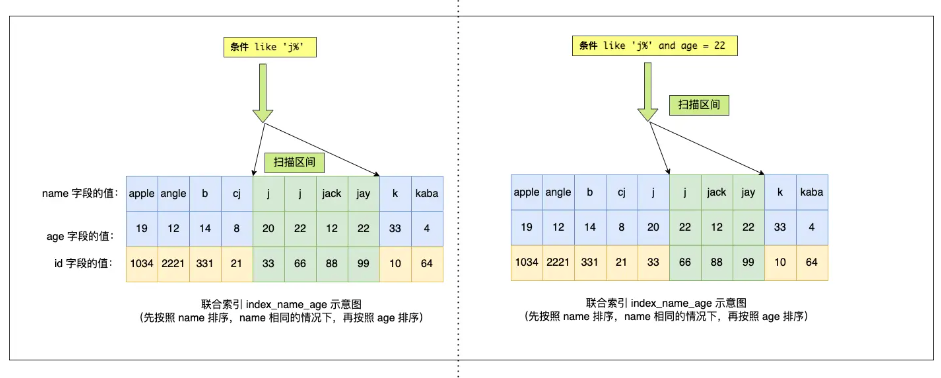 条件 like 'j%'
扫描区间
name 字段的值： apple angle b cj j j jack jay k kaba
age 字段的值： 19 12 14 8 20 22 12 22 33 4
id 字段的值： 1034 2221 331 21 33 66 88 99 10 64
联合索引 index_name_age 示意图
（先按照 name 排序，name 相同的情况下，再按照 age 排序）
条件 like 'j%' and age = 22
扫描区间
apple angle b cj j j jack jay k kaba
19 12 14 8 20 22 12 22 33 4
1034 2221 331 21 33 66 88 99 10 64
联合索引 index_name_age 示意图
（先按照 name 排序，name 相同的情况下，再按照 age 排序）